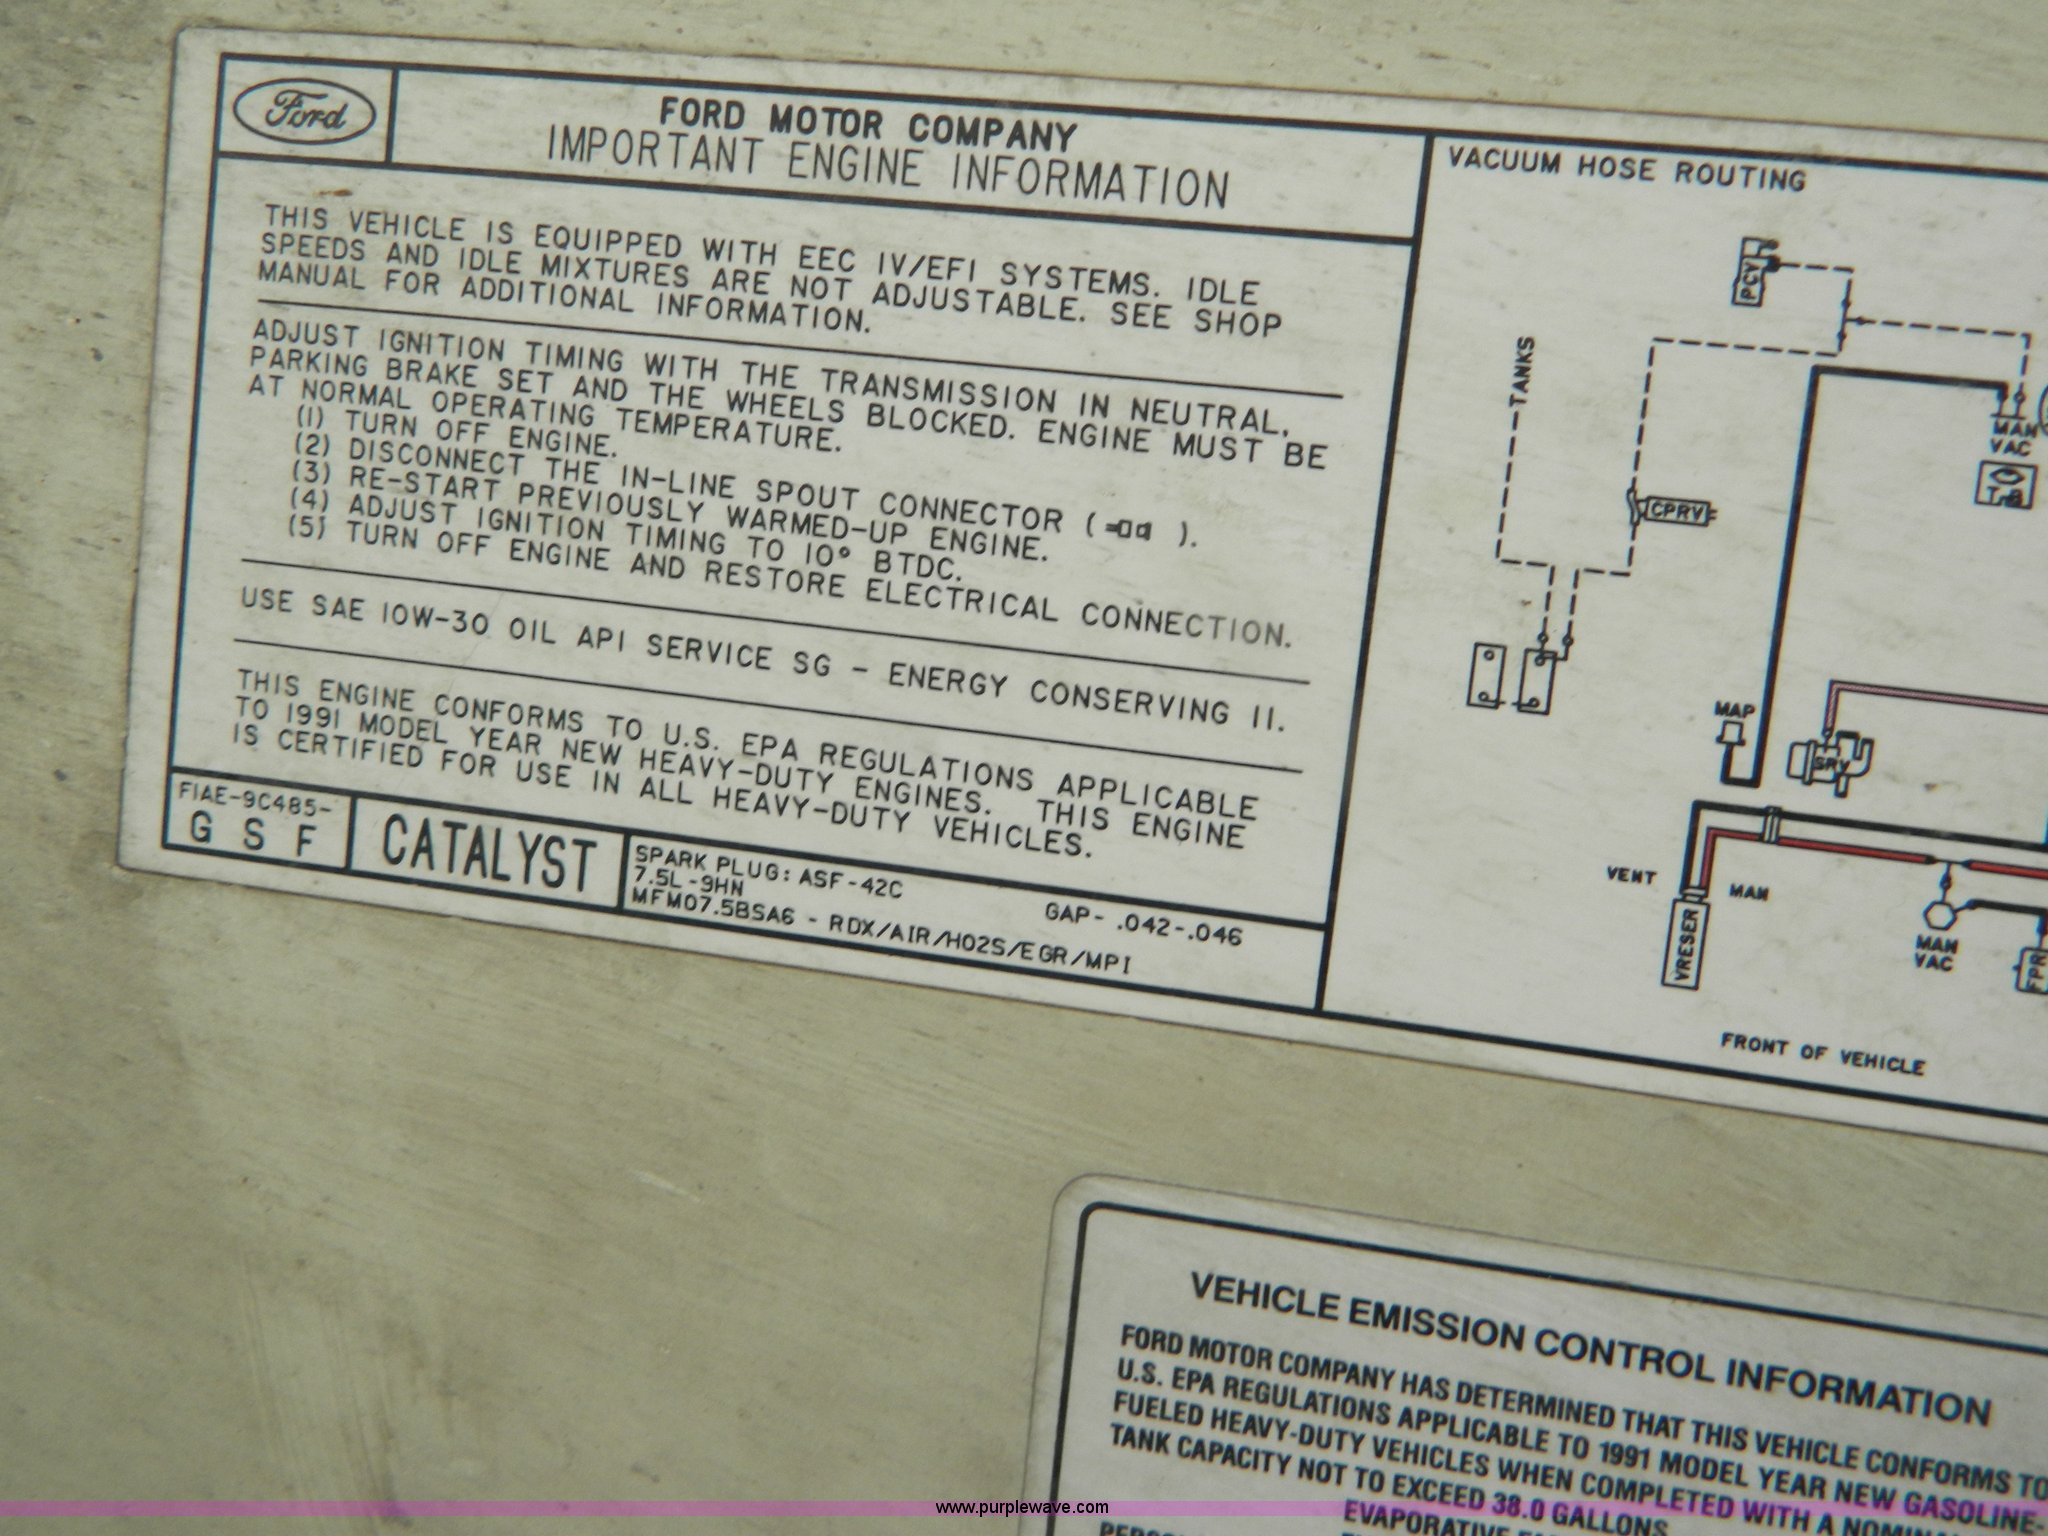 Ford
FORD MOTOR COMPANY
IMPORTANT ENGINE INFORMATION
THIS VEHICLE IS EQUIPPED WITH EEC IV/EFI SYSTEMS. IDLE
SPEEDS AND IDLE MIXTURES ARE NOT ADJUSTABLE. SEE SHOP
MANUAL FOR ADDITIONAL INFORMATION.
ADJUST IGNITION TIMING WITH THE TRANSMISSION IN NEUTRAL,
PARKING BRAKE SET AND THE WHEELS BLOCKED. ENGINE MUST BE
AT NORMAL OPERATING TEMPERATURE.
(1) TURN OFF ENGINE.
(2) DISCONNECT THE IN-LINE SPOUT CONNECTOR ( ).
(3) RE-START PREVIOUSLY WARMED-UP ENGINE.
(4) ADJUST IGNITION TIMING TO 10° BTDC.
(5) TURN OFF ENGINE AND RESTORE ELECTRICAL CONNECTION.
USE SAE 10W-30 OIL API SERVICE SG - ENERGY CONSERVING II.
THIS ENGINE CONFORMS TO U.S. EPA REGULATIONS APPLICABLE
TO 1991 MODEL YEAR NEW HEAVY-DUTY ENGINES. THIS ENGINE
IS CERTIFIED FOR USE IN ALL HEAVY-DUTY VEHICLES.
F1AE-9C485-
G S F
CATALYST
SPARK PLUG: ASF-42C
GAP- .042-.046
7.5L-9HN
MFM07.5BSA6 - RDX/AIR/HO2S/EGR/MPI
VACUUM HOSE ROUTING
PCV
TANKS
MAN
VAC
CPRV
MAP
SRV
VENT
MAN
VRESER
MAN
VAC
FPR
FRONT OF VEHICLE
VEHICLE EMISSION CONTROL INFORMATION
FORD MOTOR COMPANY HAS DETERMINED THAT THIS VEHICLE CONFORMS TO
U.S. EPA REGULATIONS APPLICABLE TO 1991 MODEL YEAR NEW GASOLINE-
FUELED HEAVY-DUTY VEHICLES WHEN COMPLETED WITH A
TANK CAPACITY NOT TO EXCEED 38.0 GALLONS
EVAPORATIVE
www.purplewave.com